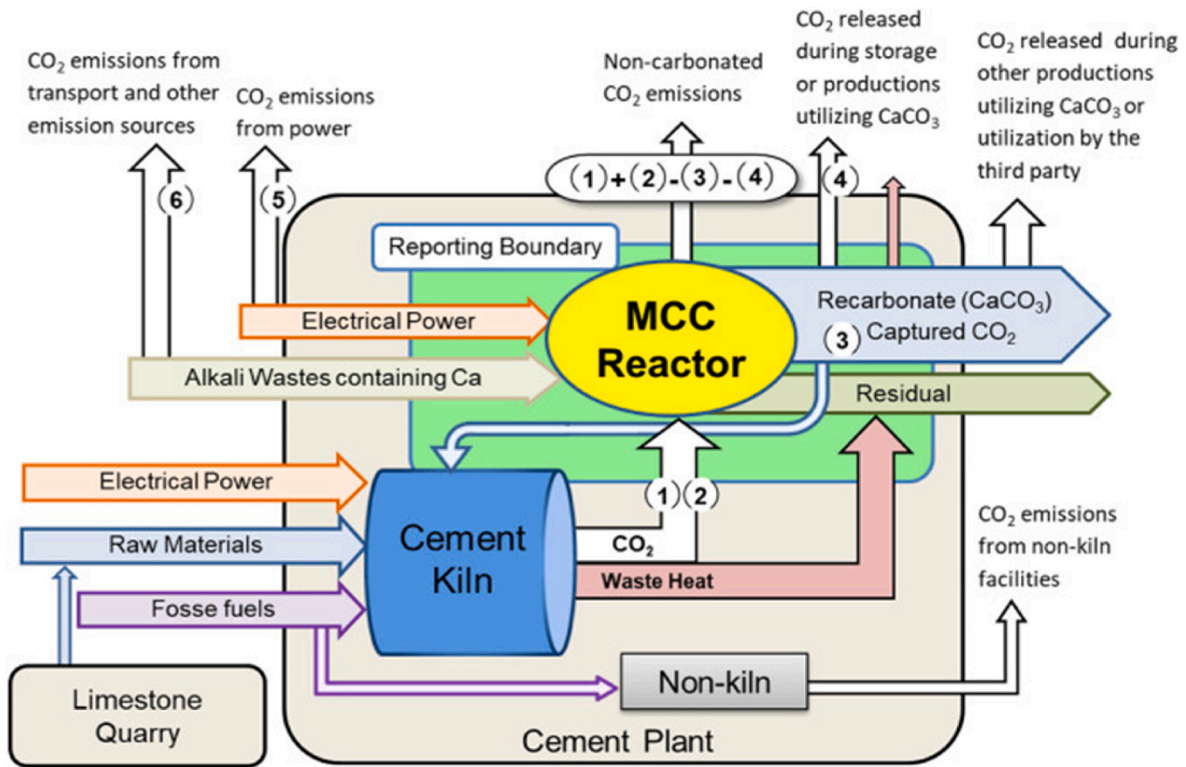 CO₂ emissions from
transport and other
emission sources
CO₂ emissions
from power
Non-carbonated
CO₂ emissions
CO₂ released
during storage
or productions
utilizing CaCO₃
CO₂ released during
other productions
utilizing CaCO₃ or
utilization by the
third party
(6)
(5)
(1)+(2)-(3)-(4)
(4)
Reporting Boundary
Electrical Power
MCC
Reactor
Recarbonate (CaCO₃)
(3) Captured CO₂
Alkali Wastes containing Ca
Residual
Electrical Power
(1)(2)
Raw Materials
Cement
Kiln
CO₂
Waste Heat
CO₂ emissions
from non-kiln
facilities
Fosse fuels
Limestone
Quarry
Non-kiln
Cement Plant